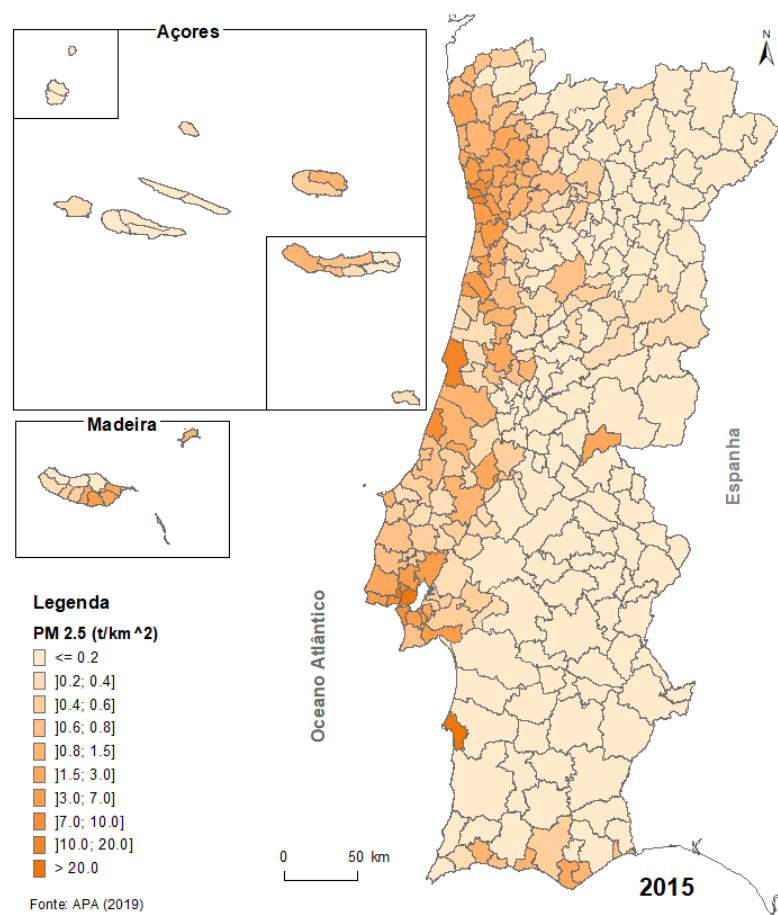 Açores
N
Madeira
Espanha
Oceano Atlântico
Legenda
PM 2.5 (t/km^2)
<= 0.2
]0.2; 0.4]
]0.4; 0.6]
]0.6; 0.8]
]0.8; 1.5]
]1.5; 3.0]
]3.0; 7.0]
]7.0; 10.0]
]10.0; 20.0]
> 20.0
0 50 km
2015
Fonte: APA (2019)